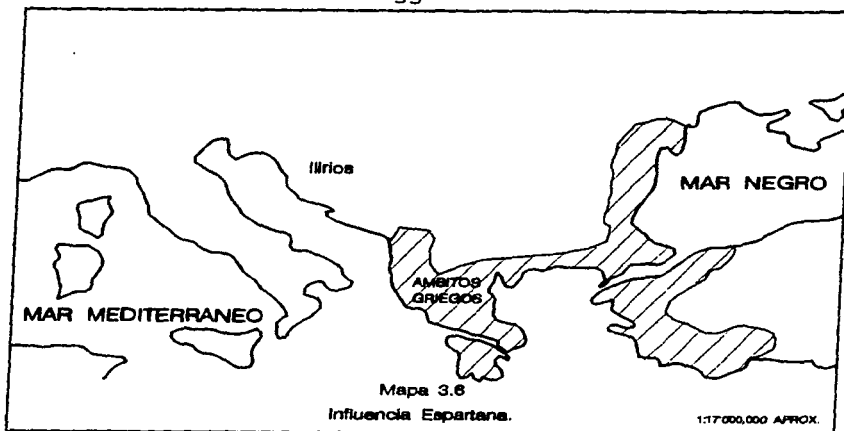 Ilirios
MAR NEGRO
AMBITOS
GRIEGOS
MAR MEDITERRANEO
Mapa 3.6
Influencia Espartana.
1:17'000,000 APROX.